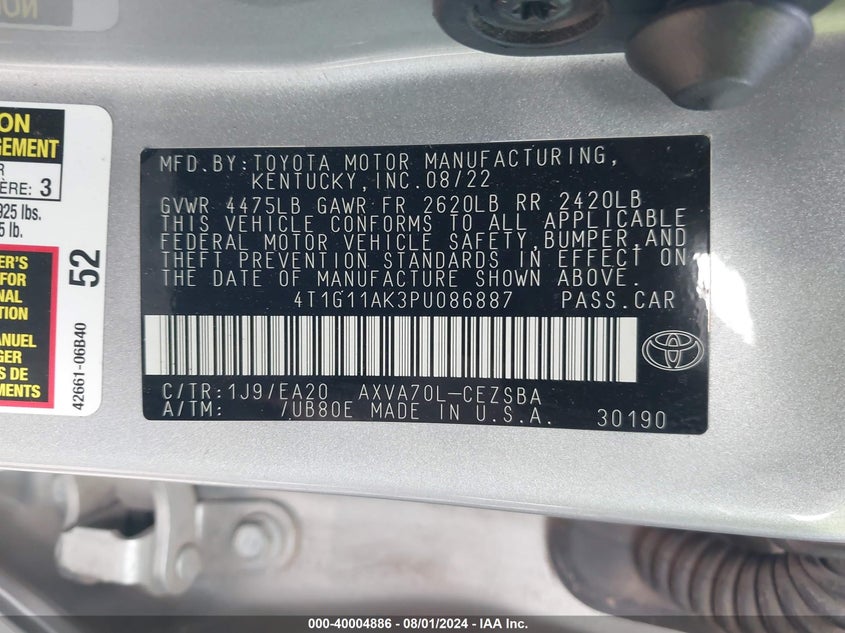 ON
GEMENT
R
ÈRE: 3
925 lbs.
5 lb.
52
42661-06B40
ER'S
FOR
NAL
TION
ANUEL
GER
LES
MFD.BY:TOYOTA MOTOR MANUFACTURING,
KENTUCKY,INC.08/22
GVWR 4475LB GAWR FR 2620LB RR 2420LB
THIS VEHICLE CONFORMS TO ALL APPLICABLE
FEDERAL MOTOR VEHICLE SAFETY,BUMPER,AND
THEFT PREVENTION STANDARDS IN EFFECT ON
THE DATE OF MANUFACTURE SHOWN ABOVE.
4T1G11AK3PU086887 PASS.CAR
C/TR:1J9/EA20 AXVA70L-CEZSBA
A/TM: /UB80E MADE IN U.S.A. 30190
000-40004886 - 08/01/2024 - IAA Inc.